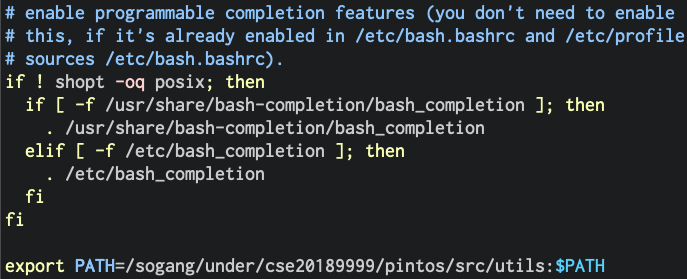 # enable programmable completion features (you don't need to enable
# this, if it's already enabled in /etc/bash.bashrc and /etc/profile
# sources /etc/bash.bashrc).
if ! shopt -oq posix; then
  if [ -f /usr/share/bash-completion/bash_completion ]; then
    . /usr/share/bash-completion/bash_completion
  elif [ -f /etc/bash_completion ]; then
    . /etc/bash_completion
  fi
fi

export PATH=/sogang/under/cse20189999/pintos/src/utils:$PATH